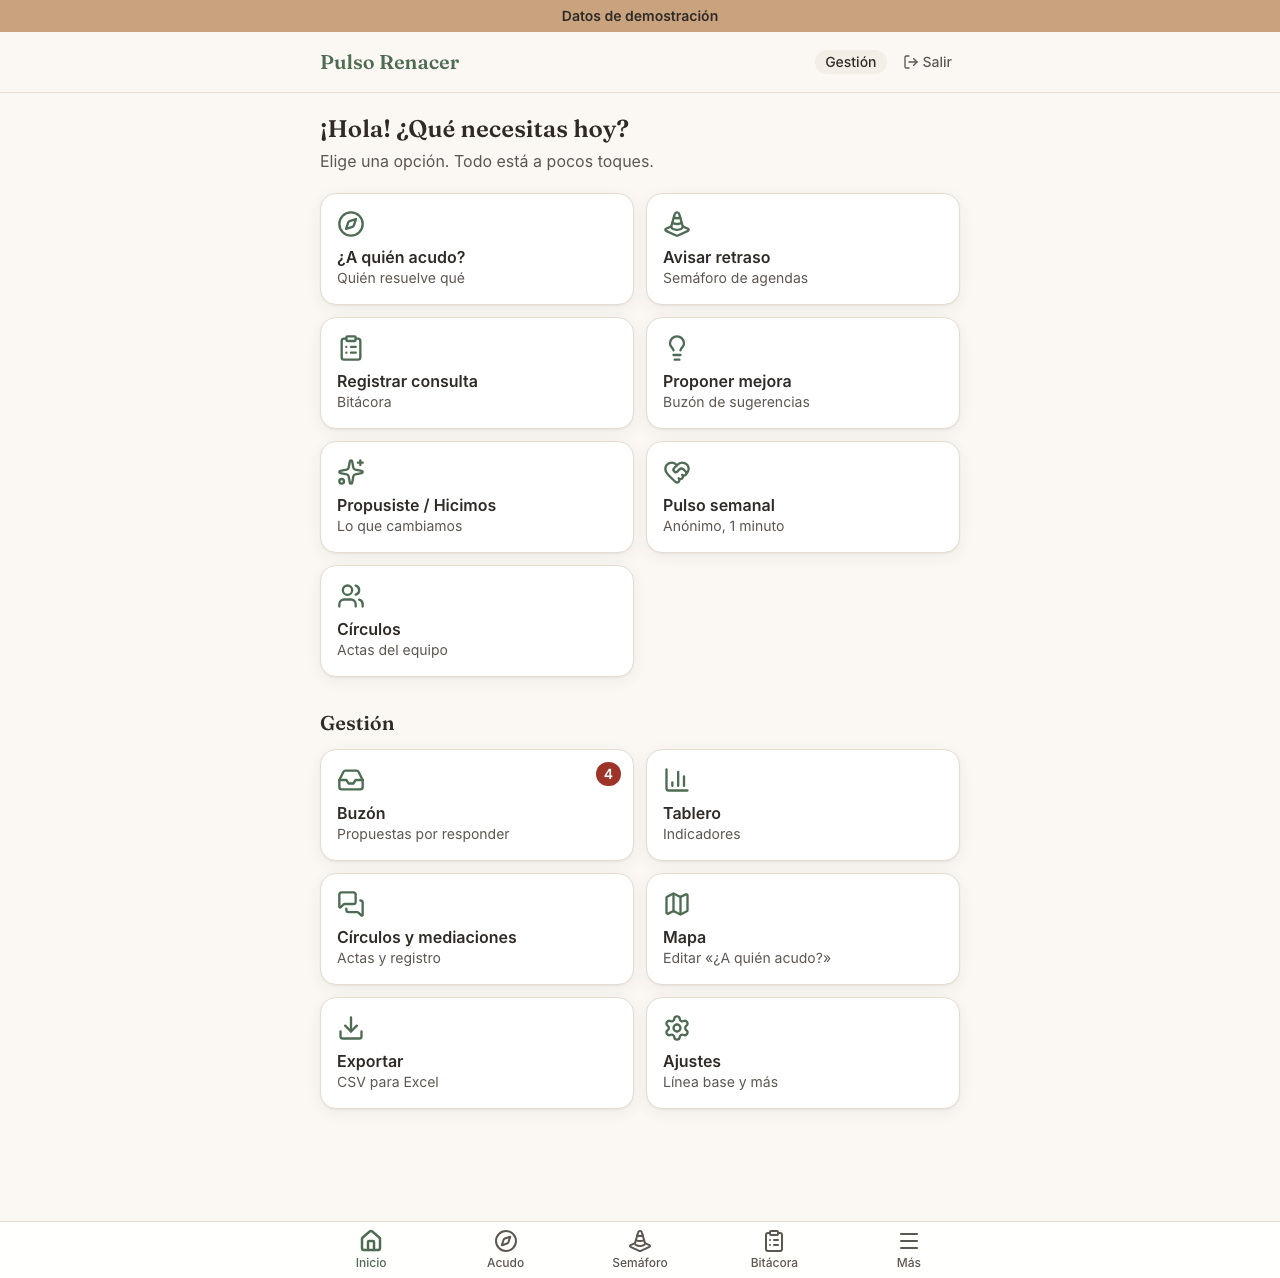 Datos de demostración
Pulso Renacer
Gestión
Salir
¡Hola! ¿Qué necesitas hoy?
Elige una opción. Todo está a pocos toques.
¿A quién acudo?
Quién resuelve qué
Avisar retraso
Semáforo de agendas
Registrar consulta
Bitácora
Proponer mejora
Buzón de sugerencias
Propusiste / Hicimos
Lo que cambiamos
Pulso semanal
Anónimo, 1 minuto
Círculos
Actas del equipo
Gestión
4
Buzón
Propuestas por responder
Tablero
Indicadores
Círculos y mediaciones
Actas y registro
Mapa
Editar «¿A quién acudo?»
Exportar
CSV para Excel
Ajustes
Línea base y más
Inicio
Acudo
Semáforo
Bitácora
Más